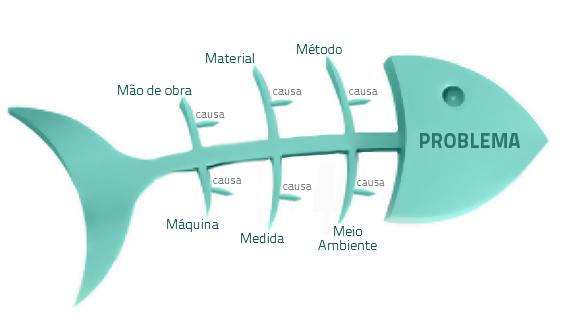 Método
Material
Mão de obra
causa
causa
causa
PROBLEMA
causa
causa
causa
Máquina
Medida
Meio
Ambiente